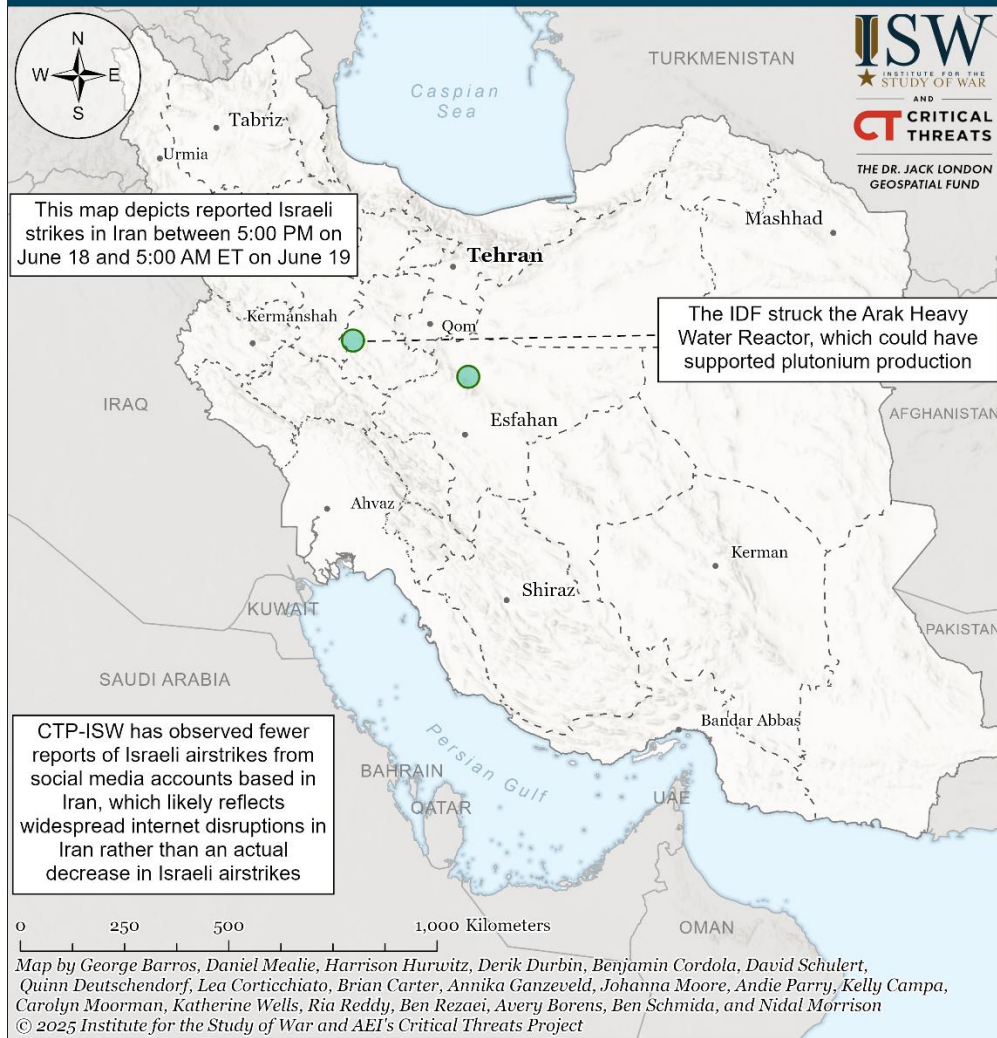 N
W
E
S
Caspian
Sea
TURKMENISTAN
ISW
INSTITUTE FOR THE
STUDY OF WAR
AND
CT CRITICAL
THREATS
THE DR. JACK LONDON
GEOSPATIAL FUND
Tabriz
Urmia
This map depicts reported Israeli
strikes in Iran between 5:00 PM on
June 18 and 5:00 AM ET on June 19
Mashhad
Tehran
Kermanshah
Qom
The IDF struck the Arak Heavy
Water Reactor, which could have
supported plutonium production
IRAQ
Esfahan
AFGHANISTAN
Ahvaz
Kerman
Shiraz
KUWAIT
PAKISTAN
SAUDI ARABIA
Bandar Abbas
CTP-ISW has observed fewer
reports of Israeli airstrikes from
social media accounts based in
Iran, which likely reflects
widespread internet disruptions in
Iran rather than an actual
decrease in Israeli airstrikes
Persian Gulf
BAHRAIN
QATAR
UAE
OMAN
0 250 500 1,000 Kilometers
Map by George Barros, Daniel Mealie, Harrison Hurwitz, Derik Durbin, Benjamin Cordola, David Schulert,
Quinn Deutschendorf, Lea Corticchiato, Brian Carter, Annika Ganzeveld, Johanna Moore, Andie Parry, Kelly Campa,
Carolyn Moorman, Katherine Wells, Ria Reddy, Ben Rezaei, Avery Borens, Ben Schmida, and Nidal Morrison
© 2025 Institute for the Study of War and AEI's Critical Threats Project